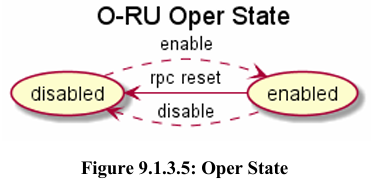 O-RU Oper State
enable
rpc reset
disabled
enabled
disable
Figure 9.1.3.5: Oper State